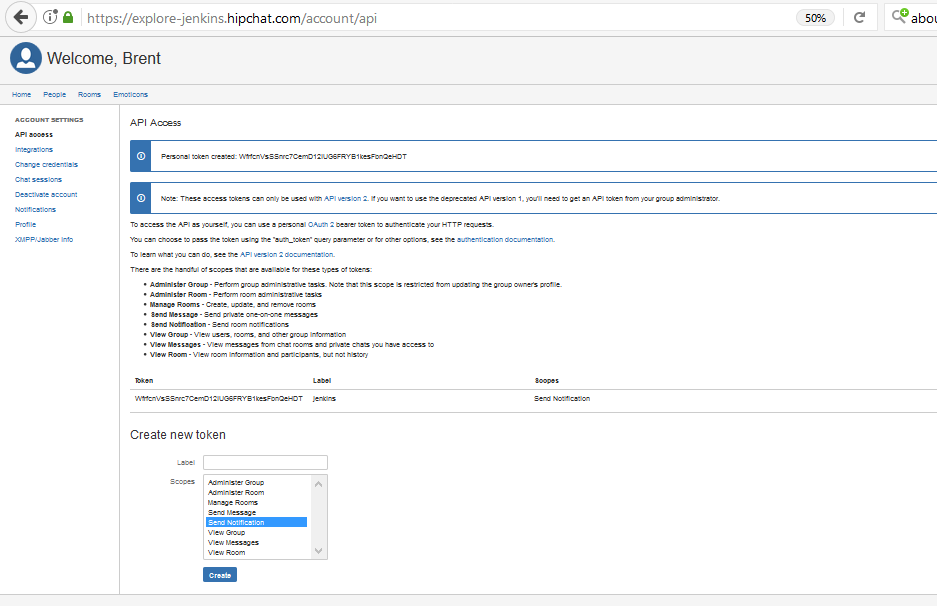 https://explore-jenkins.hipchat.com/account/api
50%
abou
Welcome, Brent
Home People Rooms Emoticons
ACCOUNT SETTINGS
API access
Integrations
Change credentials
Chat sessions
Deactivate account
Notifications
Profile
XMPP/Jabber info
API Access
Personal token created: WfrfcnVsSSnrc7CemD12IUG6FRYB1kesFbnQeHDT
Note: These access tokens can only be used with API version 2. If you want to use the deprecated API version 1, you'll need to get an API token from your group administrator.
To access the API as yourself, you can use a personal OAuth 2 bearer token to authenticate your HTTP requests.
You can choose to pass the token using the "auth_token" query parameter or for other options, see the authentication documentation.
To learn what you can do, see the API version 2 documentation.
There are the handful of scopes that are available for these types of tokens:
• Administer Group - Perform group administrative tasks. Note that this scope is restricted from updating the group owner's profile.
• Administer Room - Perform room administrative tasks
• Manage Rooms - Create, update, and remove rooms
• Send Message - Send private one-on-one messages
• Send Notification - Send room notifications
• View Group - View users, rooms, and other group information
• View Messages - View messages from chat rooms and private chats you have access to
• View Room - View room information and participants, but not history
Token Label Scopes
WfrfcnVsSSnrc7CemD12IUG6FRYB1kesFbnQeHDT jenkins Send Notification
Create new token
Label
Scopes
Administer Group
Administer Room
Manage Rooms
Send Message
Send Notification
View Group
View Messages
View Room
Create